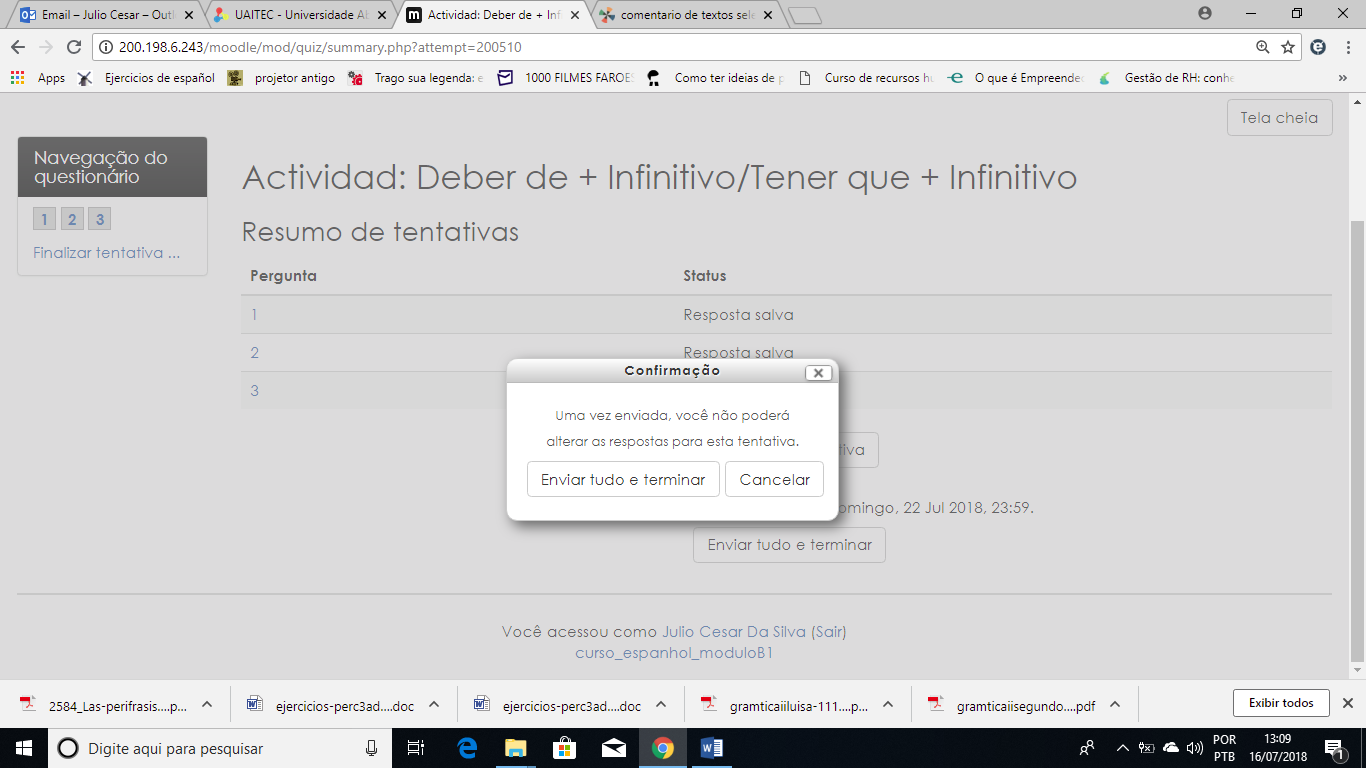 Email – Julio Cesar – Outl
UAITEC - Universidade Ab
Actividad: Deber de + Inf
comentario de textos sele
200.198.6.243/moodle/mod/quiz/summary.php?attempt=200510
Apps
Ejercicios de español
projetor antigo
Trago sua legenda: e
1000 FILMES FAROES
Como ter ideias de p
Curso de recursos hu
O que é Empreende
Gestão de RH: conhe
»
Tela cheia
Navegação do
questionário
1 2 3
Finalizar tentativa ...
Actividad: Deber de + Infinitivo/Tener que + Infinitivo
Resumo de tentativas
Pergunta Status
1 Resposta salva
2 Resposta salva
3
Confirmação
Uma vez enviada, você não poderá
alterar as respostas para esta tentativa.
Enviar tudo e terminar Cancelar
tiva
omingo, 22 Jul 2018, 23:59.
Enviar tudo e terminar
Você acessou como Julio Cesar Da Silva (Sair)
curso_espanhol_moduloB1
2584_Las-perifrasis....p...
ejercicios-perc3ad....doc
ejercicios-perc3ad....doc
gramticaiiluisa-111....p...
gramticaiisegundo....pdf
Exibir todos
Digite aqui para pesquisar
POR
PTB
13:09
16/07/2018
1